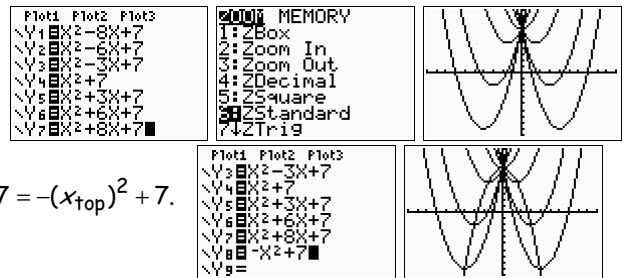 Plot1 Plot2 Plot3
\Y1=X²-8X+7
\Y2=X²-6X+7
\Y3=X²-3X+7
\Y4=X²+7
\Y5=X²+3X+7
\Y6=X²+6X+7
\Y7=X²+8X+7
ZOOM MEMORY
1:ZBox
2:Zoom In
3:Zoom Out
4:ZDecimal
5:ZSquare
6:ZStandard
7↓ZTrig
7 = -(x_top)² + 7.
Plot1 Plot2 Plot3
\Y3=X²-3X+7
\Y4=X²+7
\Y5=X²+3X+7
\Y6=X²+6X+7
\Y7=X²+8X+7
\Y8=-X²+7
\Y9=